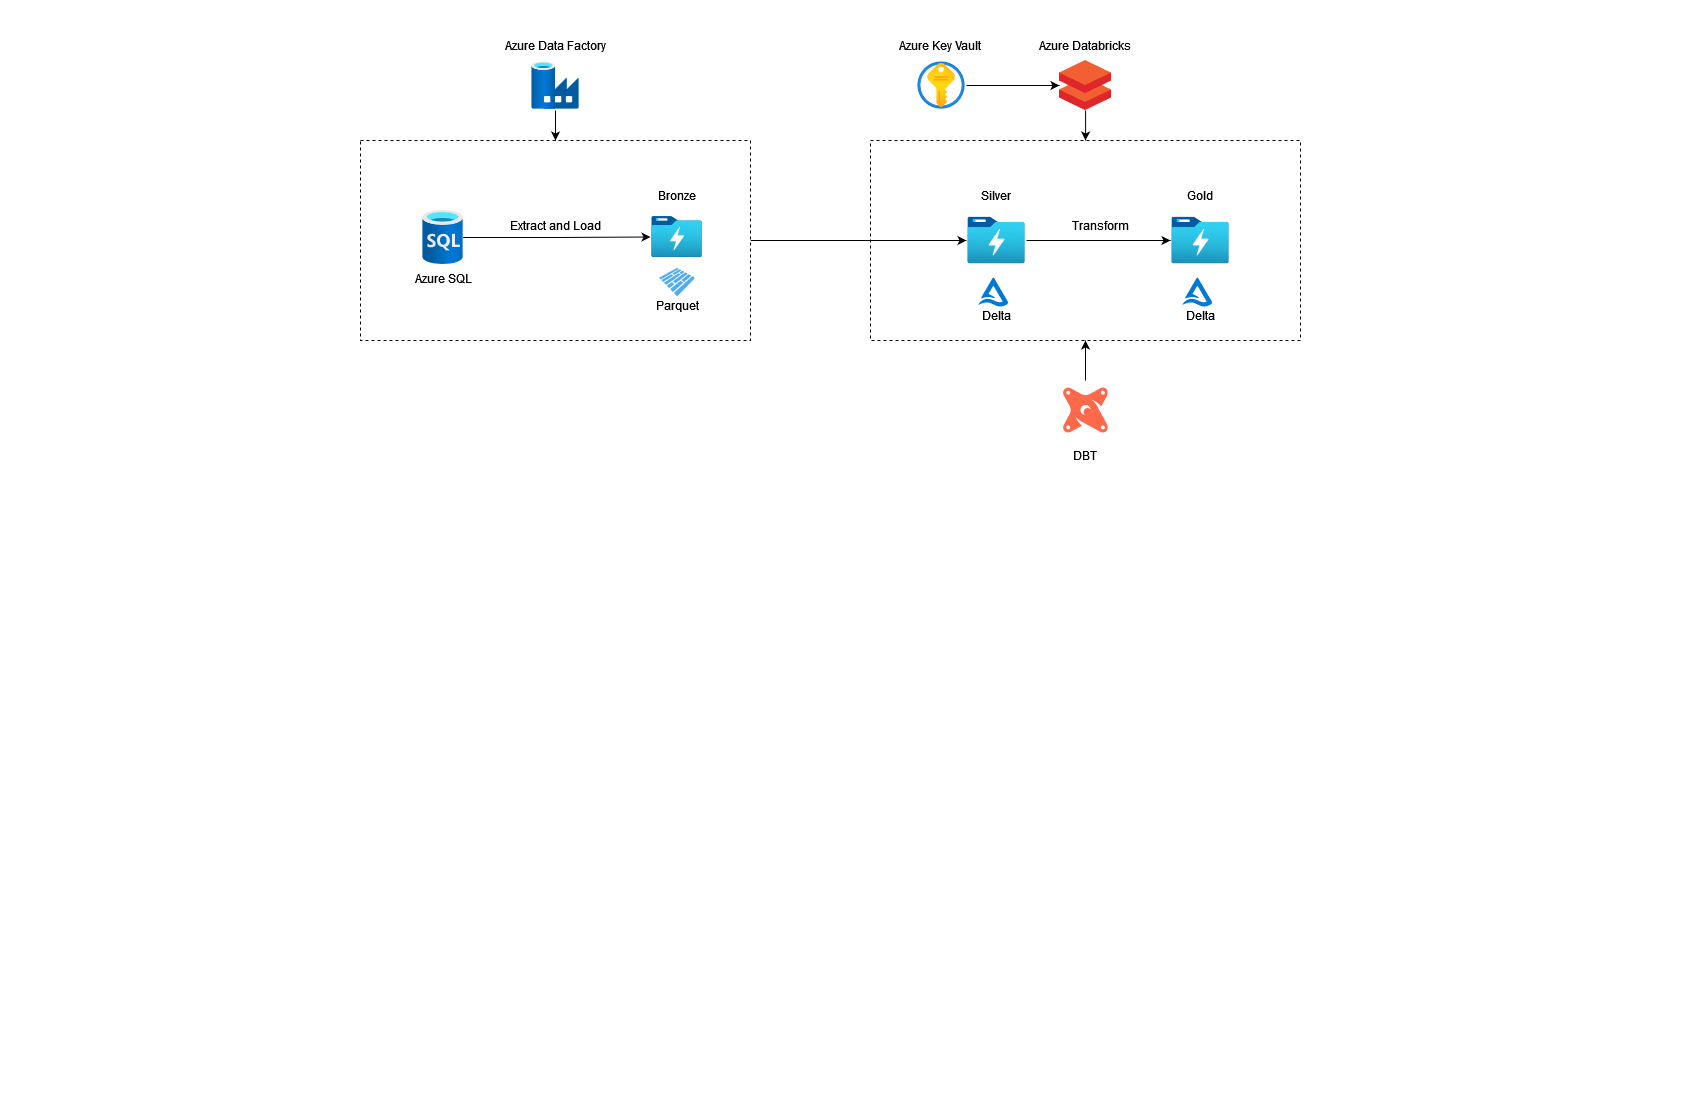 Azure Data Factory
Azure Key Vault
Azure Databricks
Bronze
Silver
Gold
Extract and Load
Transform
SQL
Azure SQL
Parquet
Delta
Delta
DBT